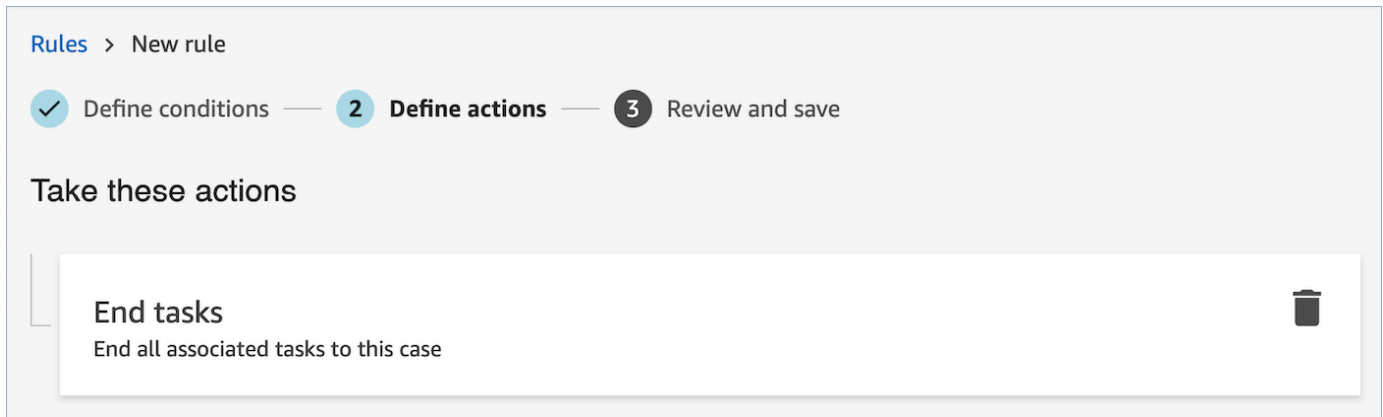 Rules > New rule
Define conditions 2 Define actions 3 Review and save
Take these actions
End tasks
End all associated tasks to this case